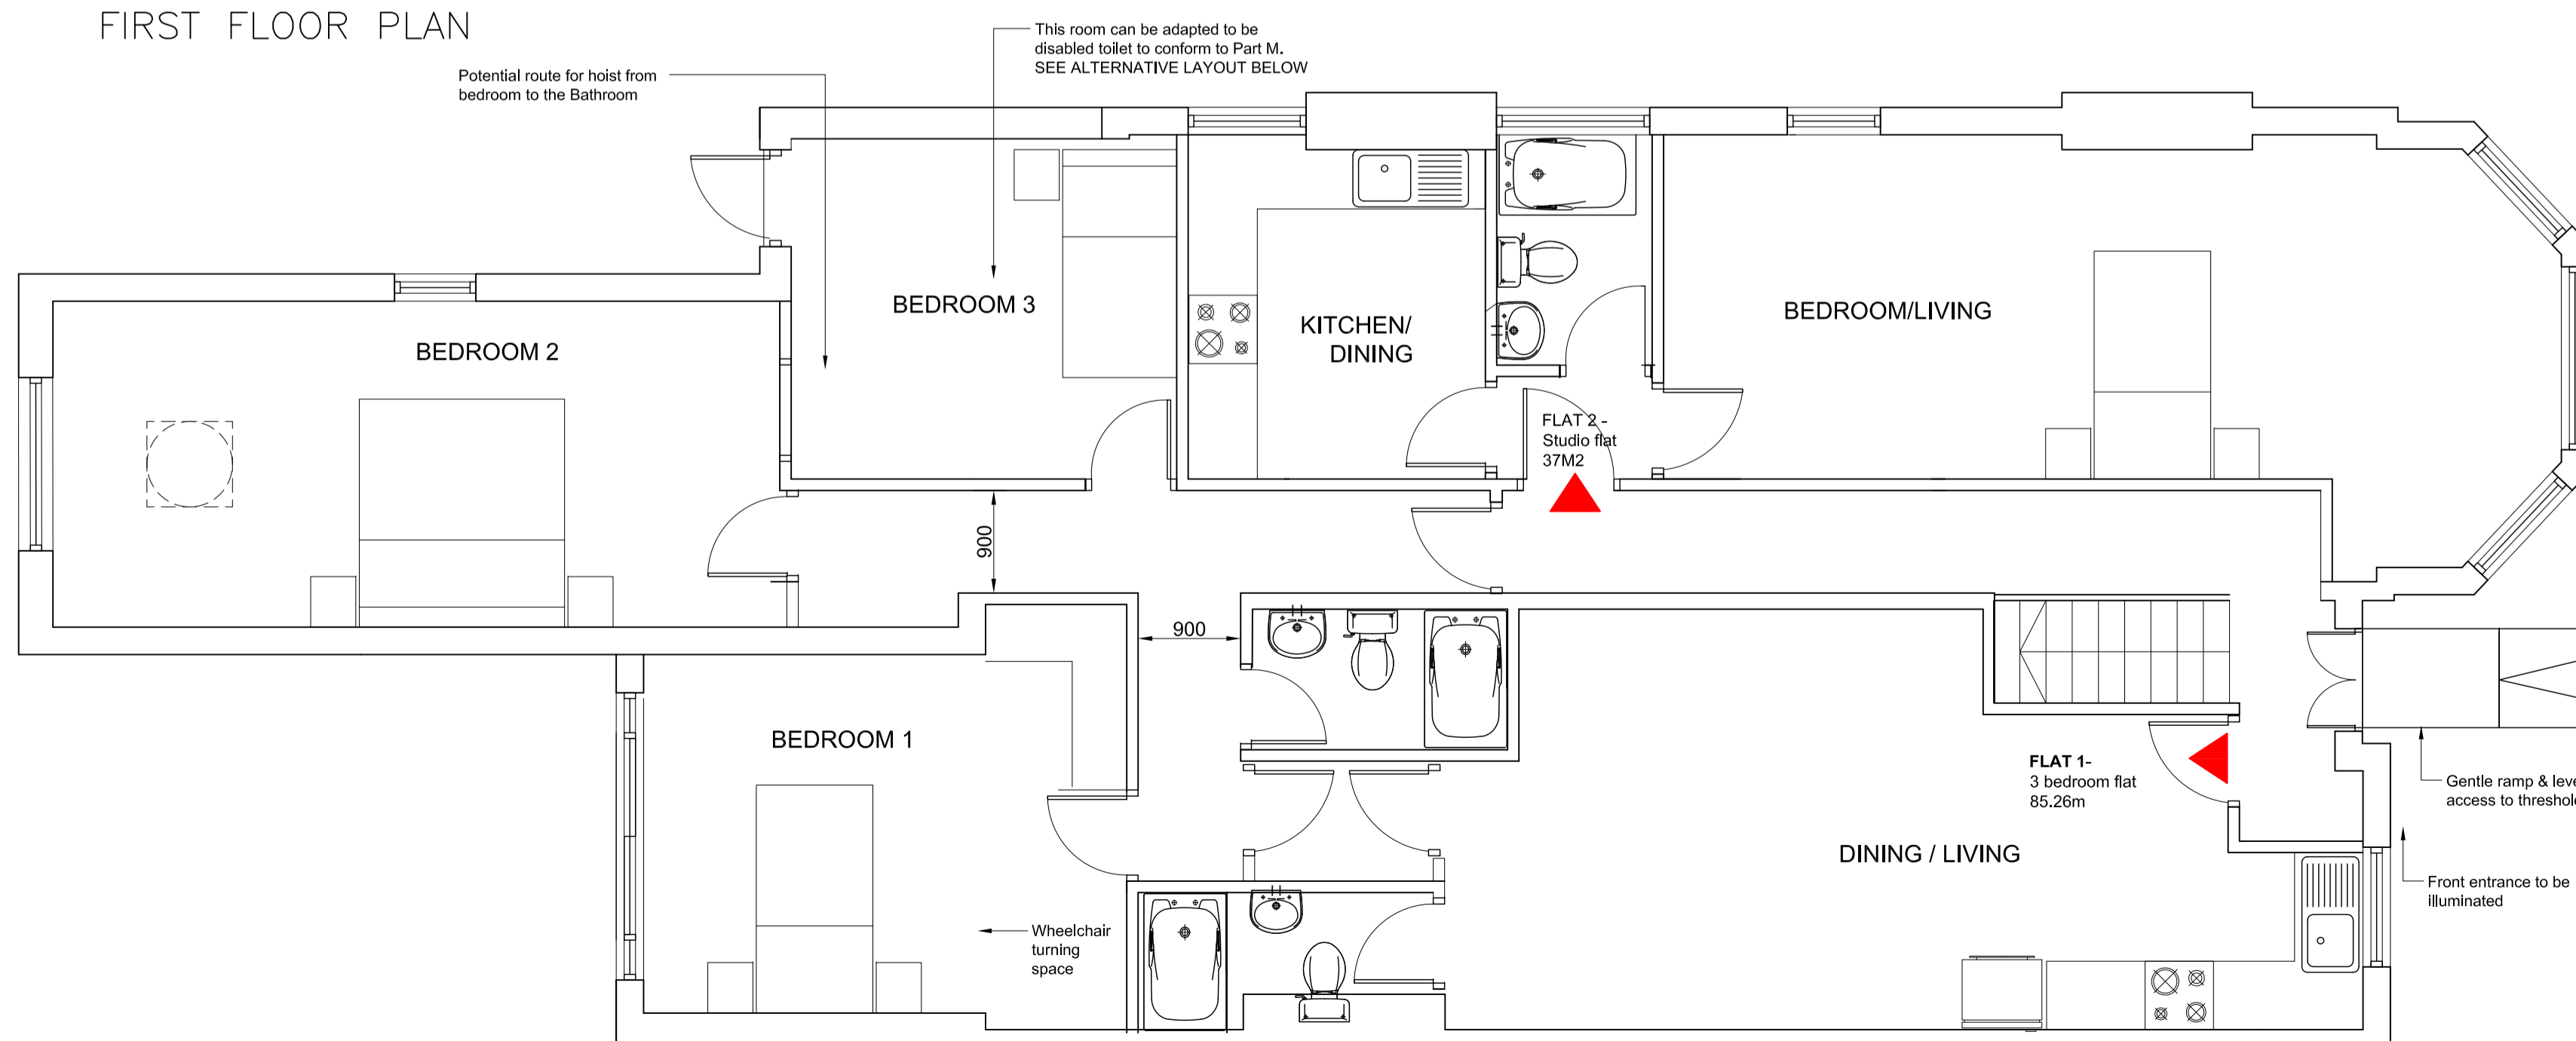 FIRST FLOOR PLAN
This room can be adapted to be
disabled toilet to conform to Part M.
SEE ALTERNATIVE LAYOUT BELOW
Potential route for hoist from
bedroom to the Bathroom
BEDROOM 3
BEDROOM 2
KITCHEN/
DINING
BEDROOM/LIVING
FLAT 2 -
Studio flat
37M2
900
900
BEDROOM 1
FLAT 1-
3 bedroom flat
85.26m
Gentle ramp & leve
access to threshol
DINING / LIVING
Front entrance to be
illuminated
Wheelchair
turning
space